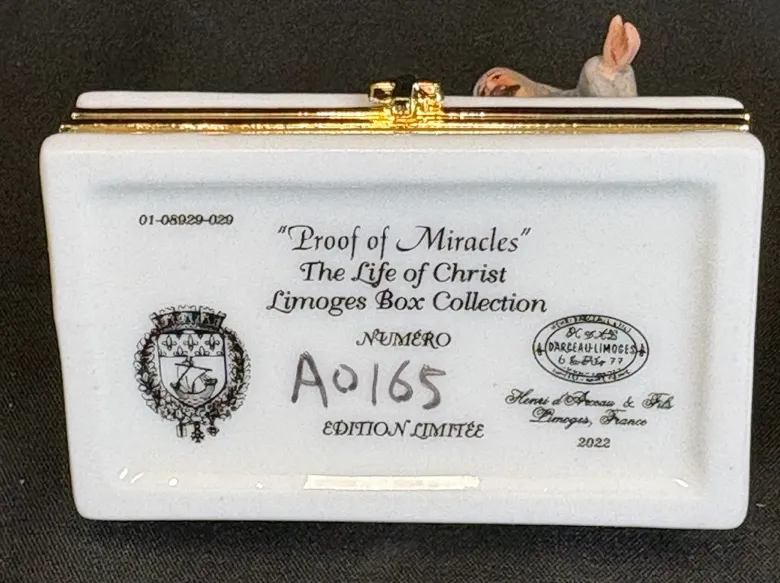 01-08929-029
"Proof of Miracles"
The Life of Christ
Limoges Box Collection
NUMÉRO
A0165
EDITION LIMITÉE
D'ARCEAU-LIMOGES
Henri d'Arceau & Fils
Limoges, France
2022